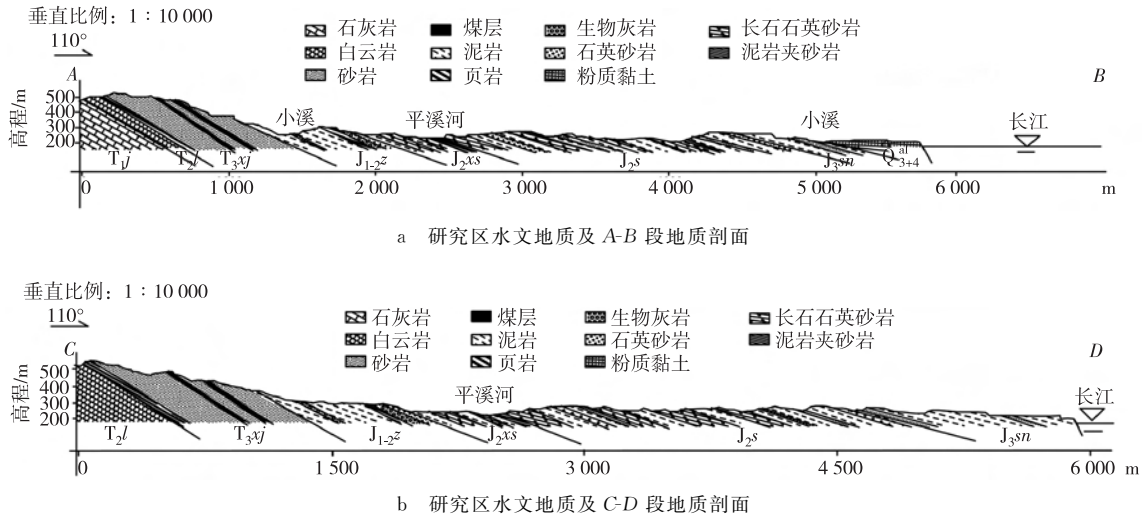 垂直比例：1∶10 000
石灰岩 煤层 生物灰岩 长石石英砂岩
110°
白云岩 泥岩 石英砂岩 泥岩夹砂岩
砂岩 页岩 粉质黏土
A B
高程/m
500
400
300
200
小溪 平溪河 小溪 长江
T₁j T₂l T₃xj J₁₋₂z J₂xs J₂s J₃sn Q₃₊₄ᵃˡ
0 1 000 2 000 3 000 4 000 5 000 6 000 m
a 研究区水文地质及 A-B 段地质剖面
垂直比例：1∶10 000
110°
石灰岩 煤层 生物灰岩 长石石英砂岩
白云岩 泥岩 石英砂岩 泥岩夹砂岩
砂岩 页岩 粉质黏土
C D
高程/m
500
400
300
200
平溪河 长江
T₂l T₃xj J₁₋₂z J₂xs J₂s J₃sn
0 1 500 3 000 4 500 6 000 m
b 研究区水文地质及 C-D 段地质剖面